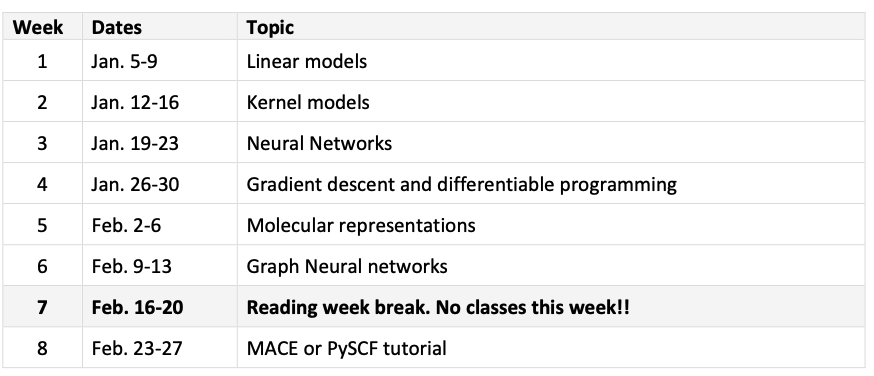 Week Dates Topic
1 Jan. 5-9 Linear models
2 Jan. 12-16 Kernel models
3 Jan. 19-23 Neural Networks
4 Jan. 26-30 Gradient descent and differentiable programming
5 Feb. 2-6 Molecular representations
6 Feb. 9-13 Graph Neural networks
7 Feb. 16-20 Reading week break. No classes this week!!
8 Feb. 23-27 MACE or PySCF tutorial